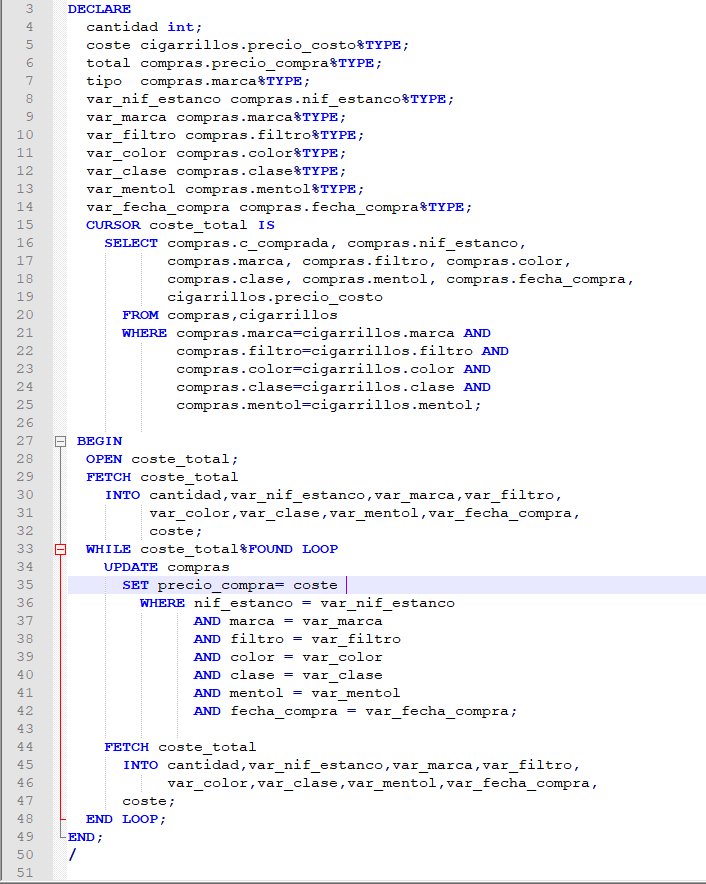 3 DECLARE
4 cantidad int;
5 coste cigarrillos.precio_costo%TYPE;
6 total compras.precio_compra%TYPE;
7 tipo  compras.marca%TYPE;
8 var_nif_estanco compras.nif_estanco%TYPE;
9 var_marca compras.marca%TYPE;
10 var_filtro compras.filtro%TYPE;
11 var_color compras.color%TYPE;
12 var_clase compras.clase%TYPE;
13 var_mentol compras.mentol%TYPE;
14 var_fecha_compra compras.fecha_compra%TYPE;
15 CURSOR coste_total IS
16 SELECT compras.c_comprada, compras.nif_estanco,
17 compras.marca, compras.filtro, compras.color,
18 compras.clase, compras.mentol, compras.fecha_compra,
19 cigarrillos.precio_costo
20 FROM compras,cigarrillos
21 WHERE compras.marca=cigarrillos.marca AND
22 compras.filtro=cigarrillos.filtro AND
23 compras.color=cigarrillos.color AND
24 compras.clase=cigarrillos.clase AND
25 compras.mentol=cigarrillos.mentol;
26
27 BEGIN
28 OPEN coste_total;
29 FETCH coste_total
30 INTO cantidad,var_nif_estanco,var_marca,var_filtro,
31 var_color,var_clase,var_mentol,var_fecha_compra,
32 coste;
33 WHILE coste_total%FOUND LOOP
34 UPDATE compras
35 SET precio_compra= coste
36 WHERE nif_estanco = var_nif_estanco
37 AND marca = var_marca
38 AND filtro = var_filtro
39 AND color = var_color
40 AND clase = var_clase
41 AND mentol = var_mentol
42 AND fecha_compra = var_fecha_compra;
43
44 FETCH coste_total
45 INTO cantidad,var_nif_estanco,var_marca,var_filtro,
46 var_color,var_clase,var_mentol,var_fecha_compra,
47 coste;
48 END LOOP;
49 END;
50 /
51